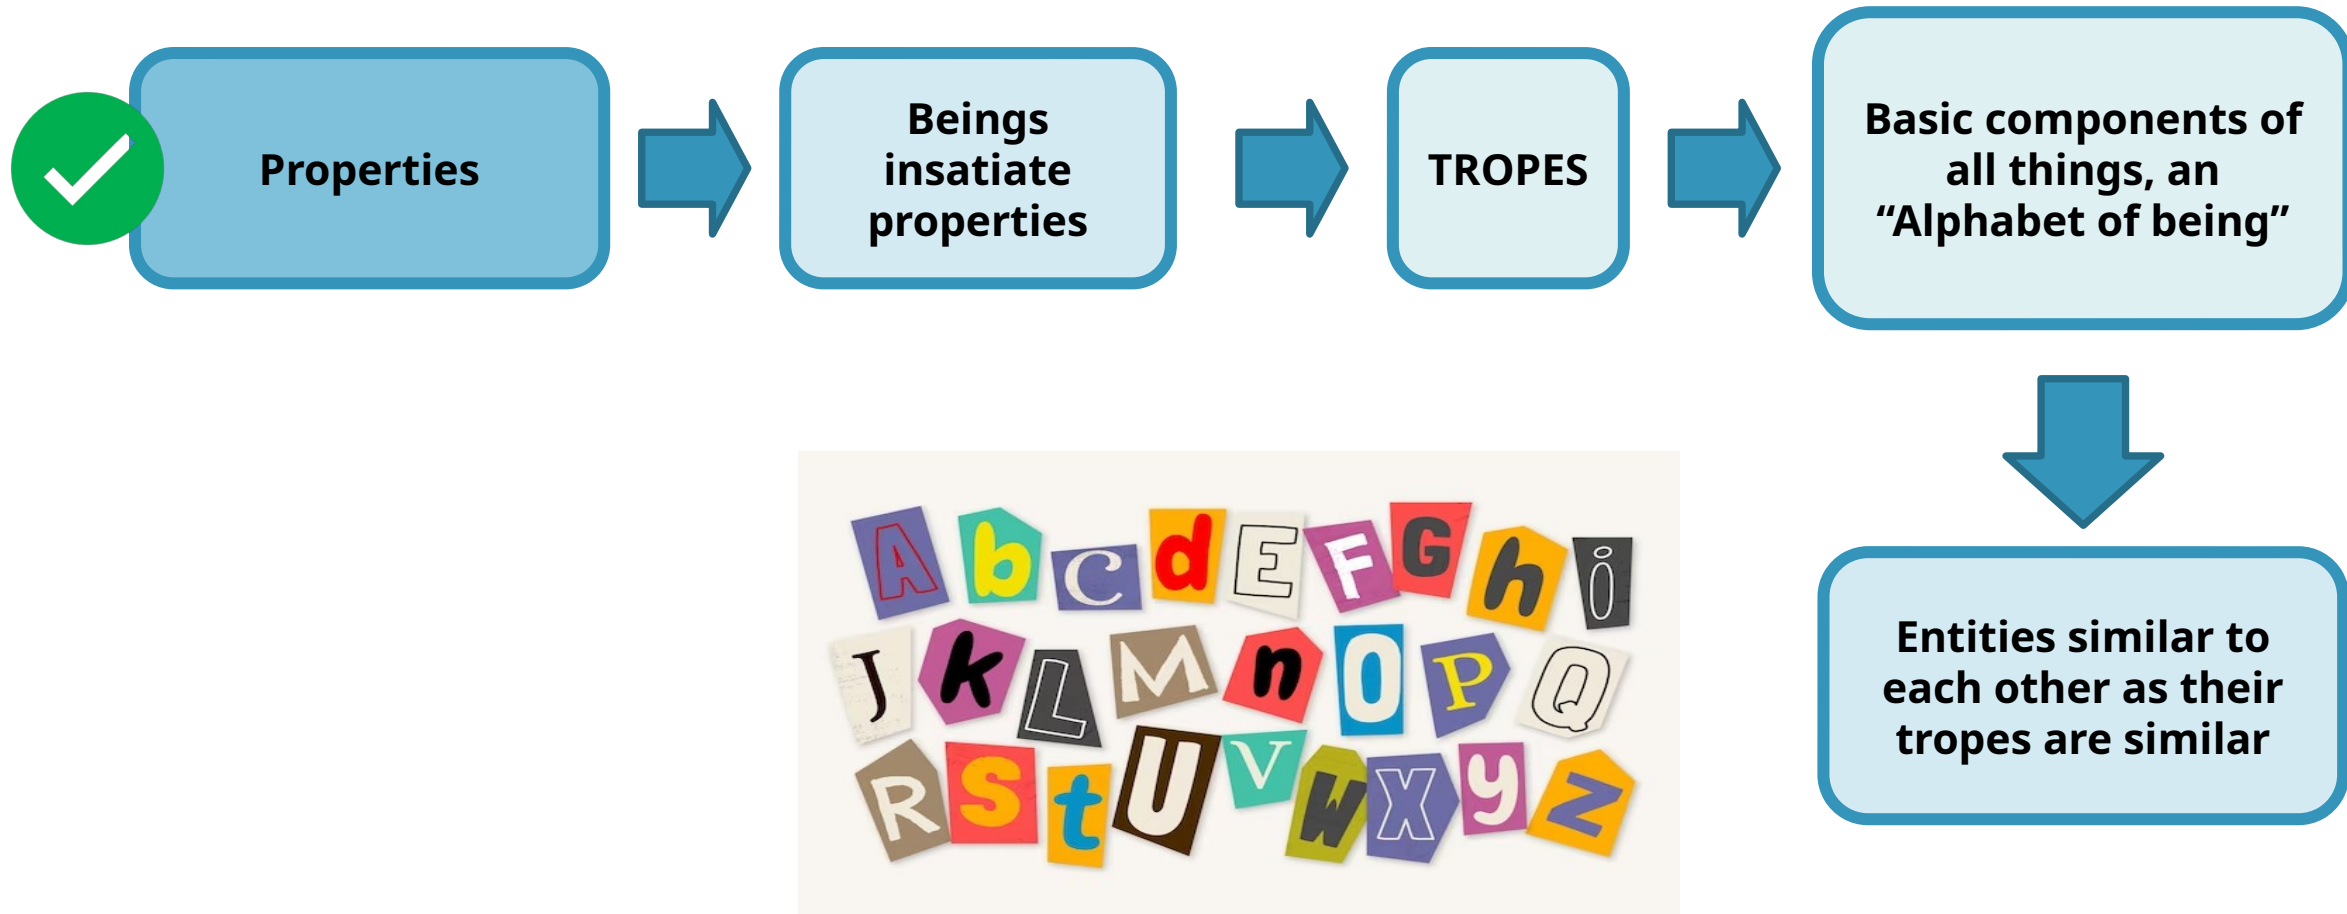 Properties
Beings
insatiate
properties
TROPES
Basic components of
all things, an
“Alphabet of being”
Entities similar to
each other as their
tropes are similar
A b C d E F G h i
J k L M n O P Q
R S t U V W X y z